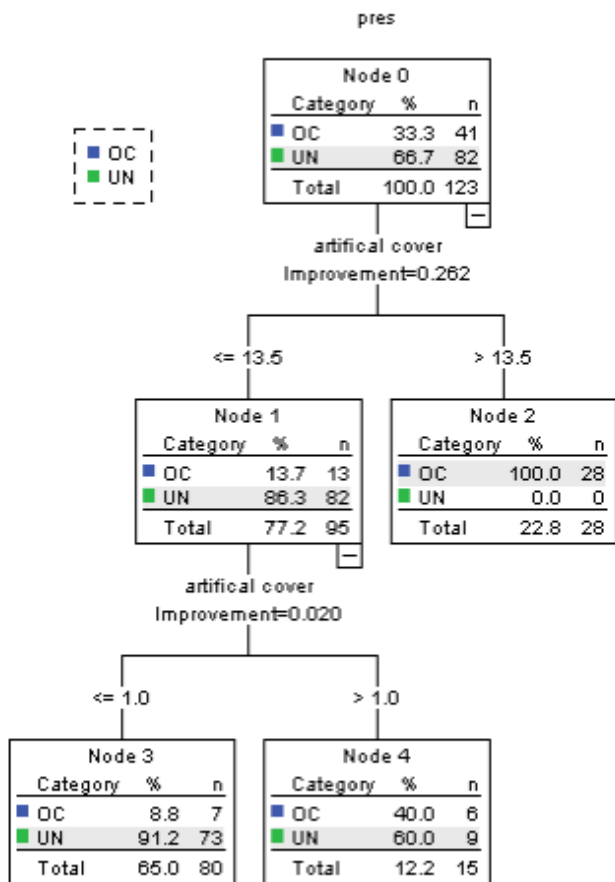 pres
Node 0
Category % n
OC 33.3 41
UN 66.7 82
Total 100.0 123
OC
UN
artifical cover
Improvement=0.262
<= 13.5
> 13.5
Node 1
Category % n
OC 13.7 13
UN 86.3 82
Total 77.2 95
Node 2
Category % n
OC 100.0 28
UN 0.0 0
Total 22.8 28
artifical cover
Improvement=0.020
<= 1.0
> 1.0
Node 3
Category % n
OC 8.8 7
UN 91.2 73
Total 65.0 80
Node 4
Category % n
OC 40.0 6
UN 60.0 9
Total 12.2 15